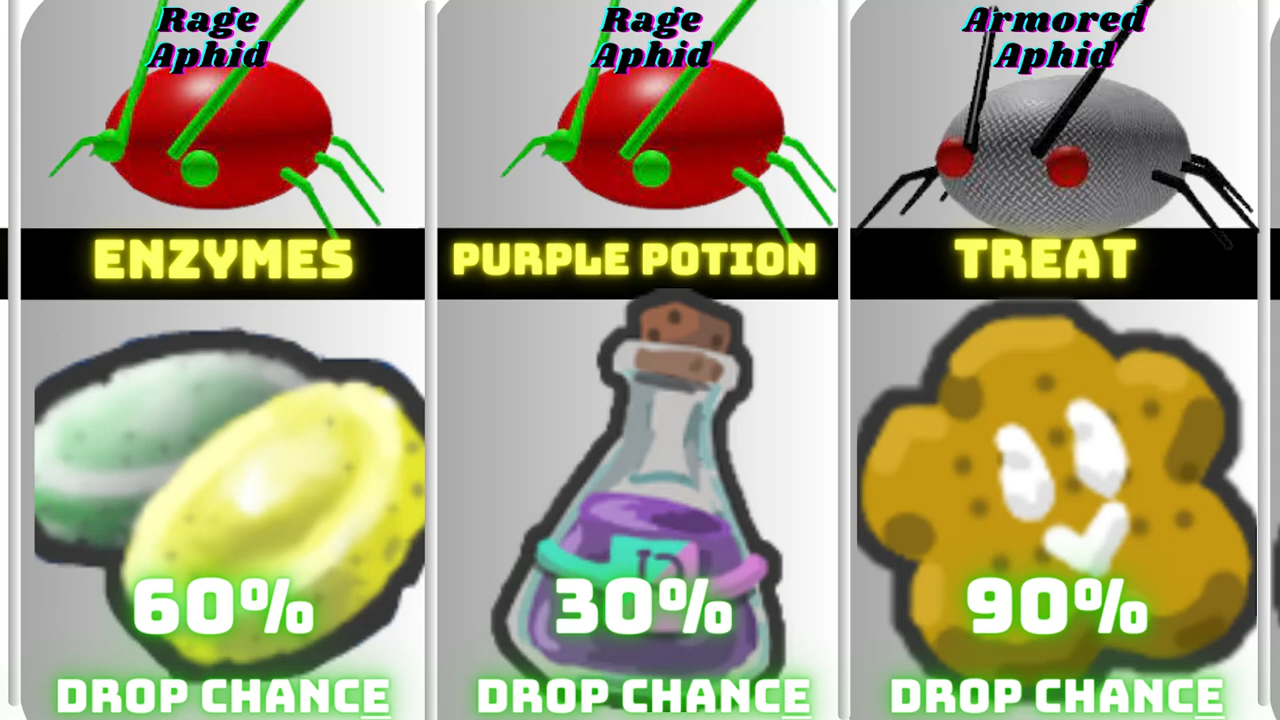 Rage
Aphid
ENZYMES
60%
DROP CHANCE
Rage
Aphid
PURPLE POTION
30%
DROP CHANCE
Armored
Aphid
TREAT
90%
DROP CHANCE